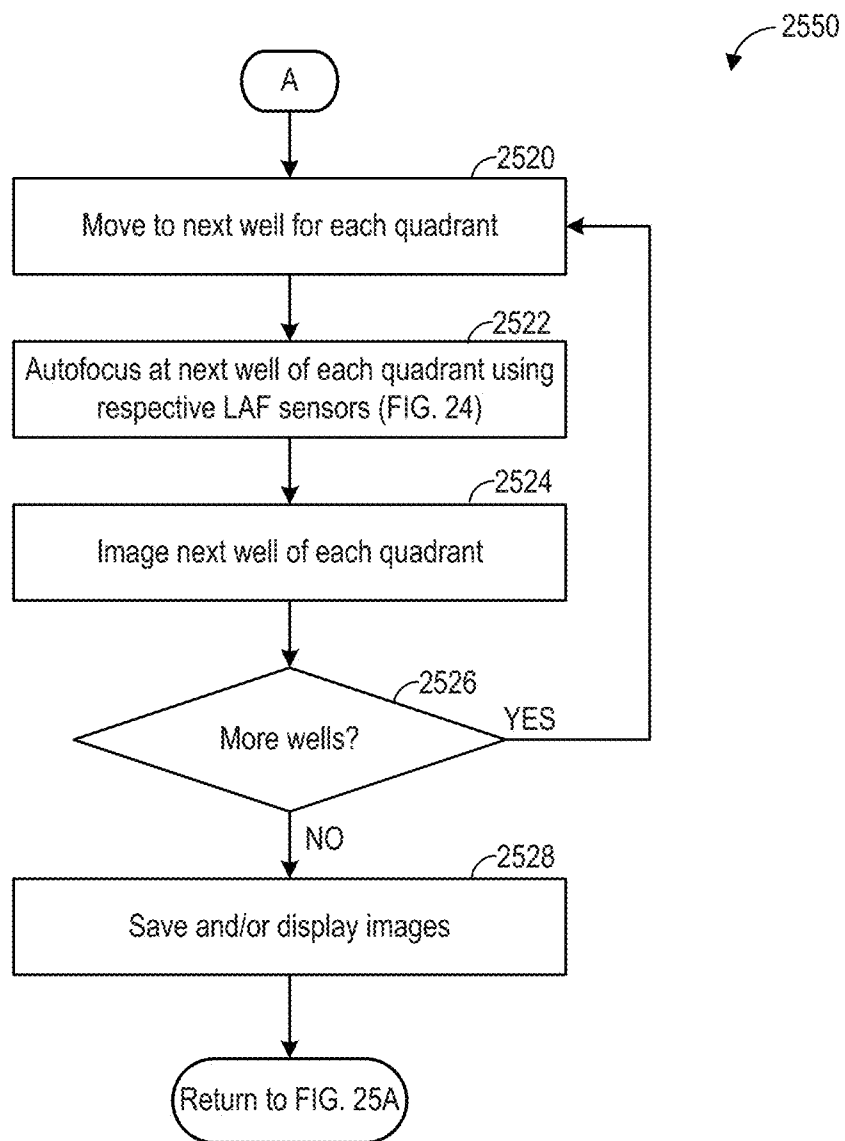 2550
A
2520
Move to next well for each quadrant
2522
Autofocus at next well of each quadrant using
respective LAF sensors (FIG. 24)
2524
Image next well of each quadrant
2526
More wells?
YES
NO
2528
Save and/or display images
Return to FIG. 25A